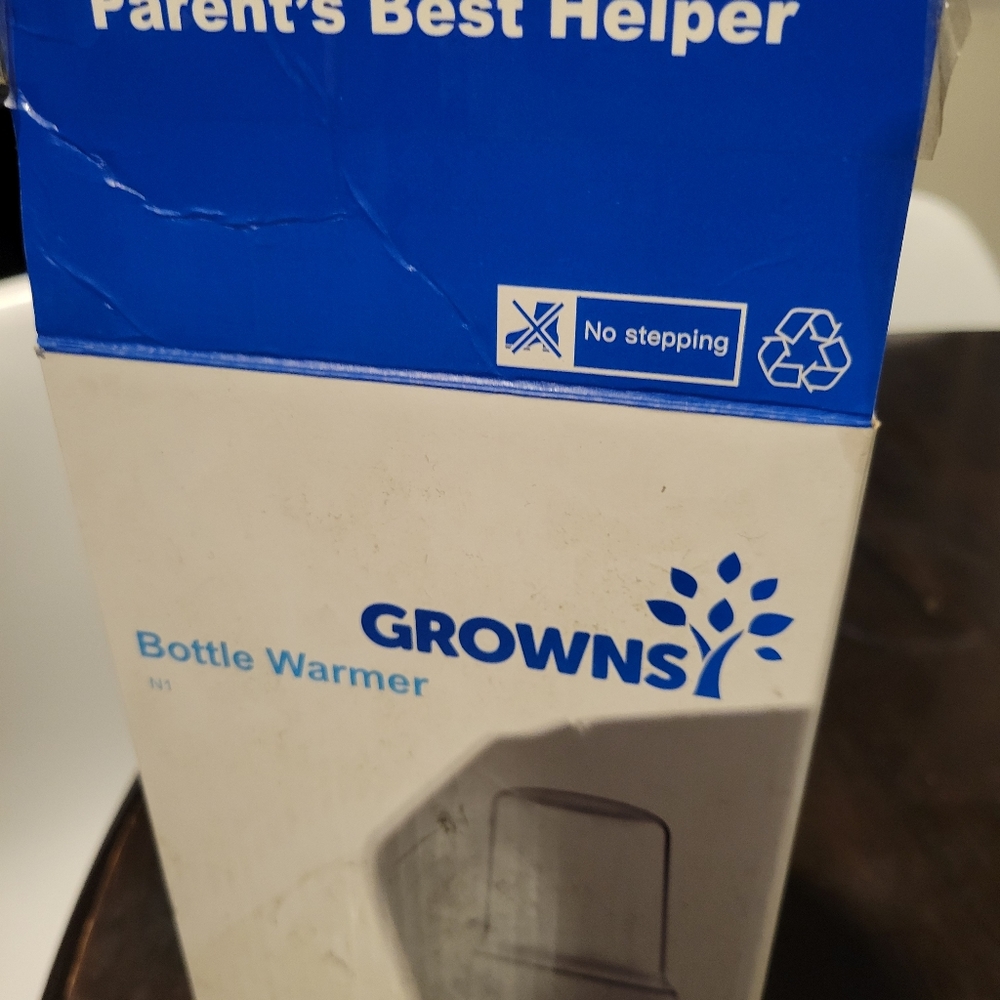 Parent's Best Helper
No stepping
GROWNS
Bottle Warmer
N1